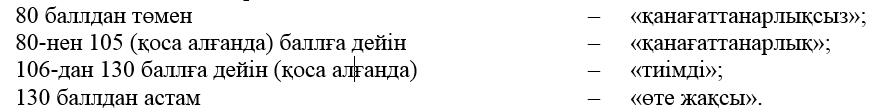 80 баллдан төмен – «қанағаттанарлықсыз»;
80-нен 105 (қоса алғанда) баллға дейін – «қанағаттанарлық»;
106-дан 130 баллға дейін (қоса алғанда) – «тиімді»;
130 баллдан астам – «өте жақсы».